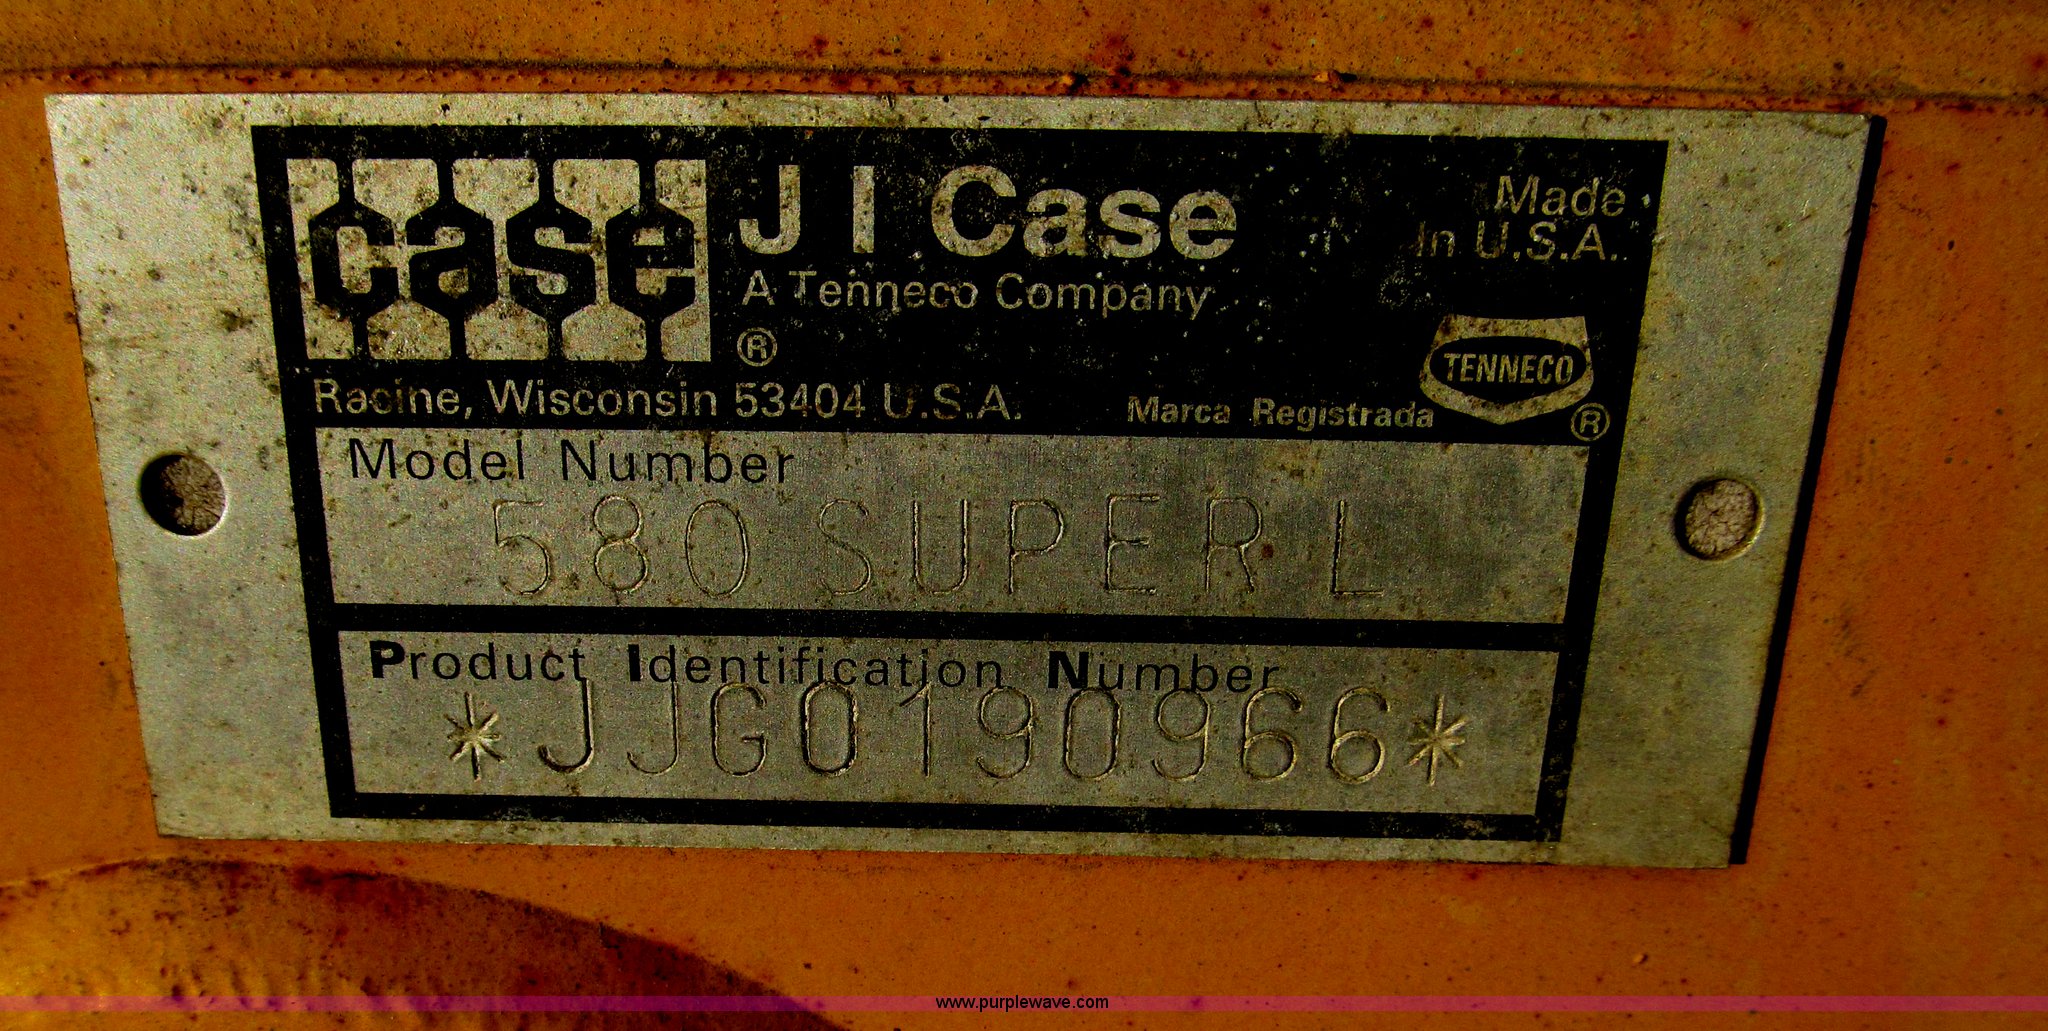 case
J I Case
Made
In U.S.A.
A Tenneco Company
®
TENNECO
®
Racine, Wisconsin 53404 U.S.A.
Marca Registrada
Model Number
580 SUPER L
Product Identification Number
*JJG0190966*
www.purplewave.com